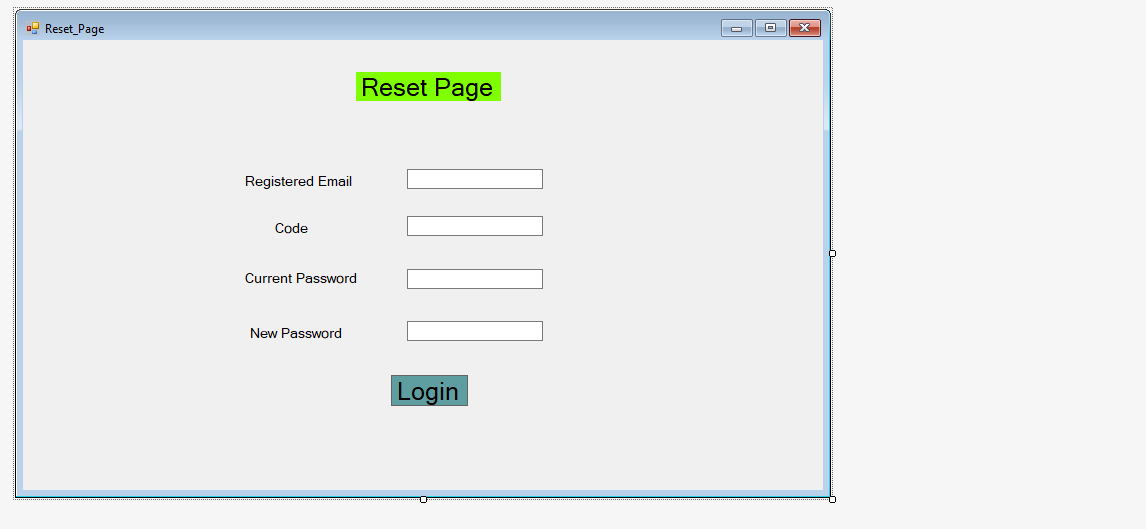 Reset_Page
Reset Page
Registered Email
Code
Current Password
New Password
Login